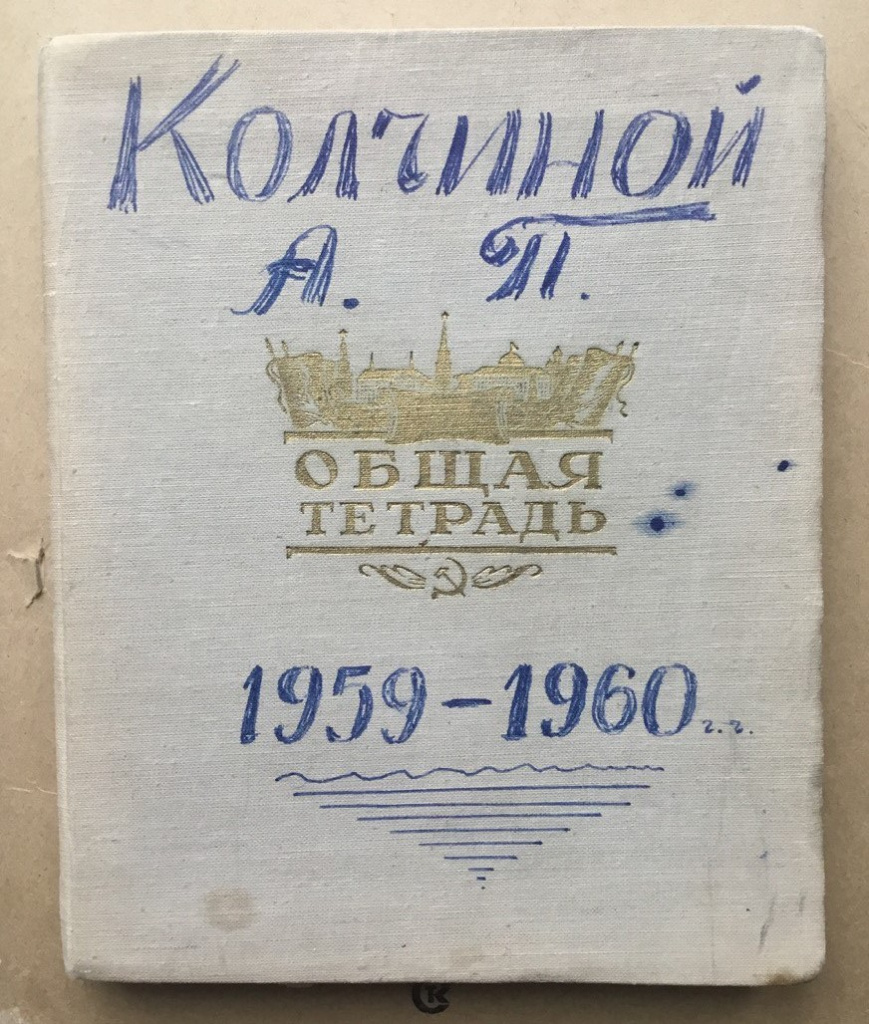 Колчиной
А. П.
ОБЩАЯ
ТЕТРАДЬ
1959-1960 г.г.